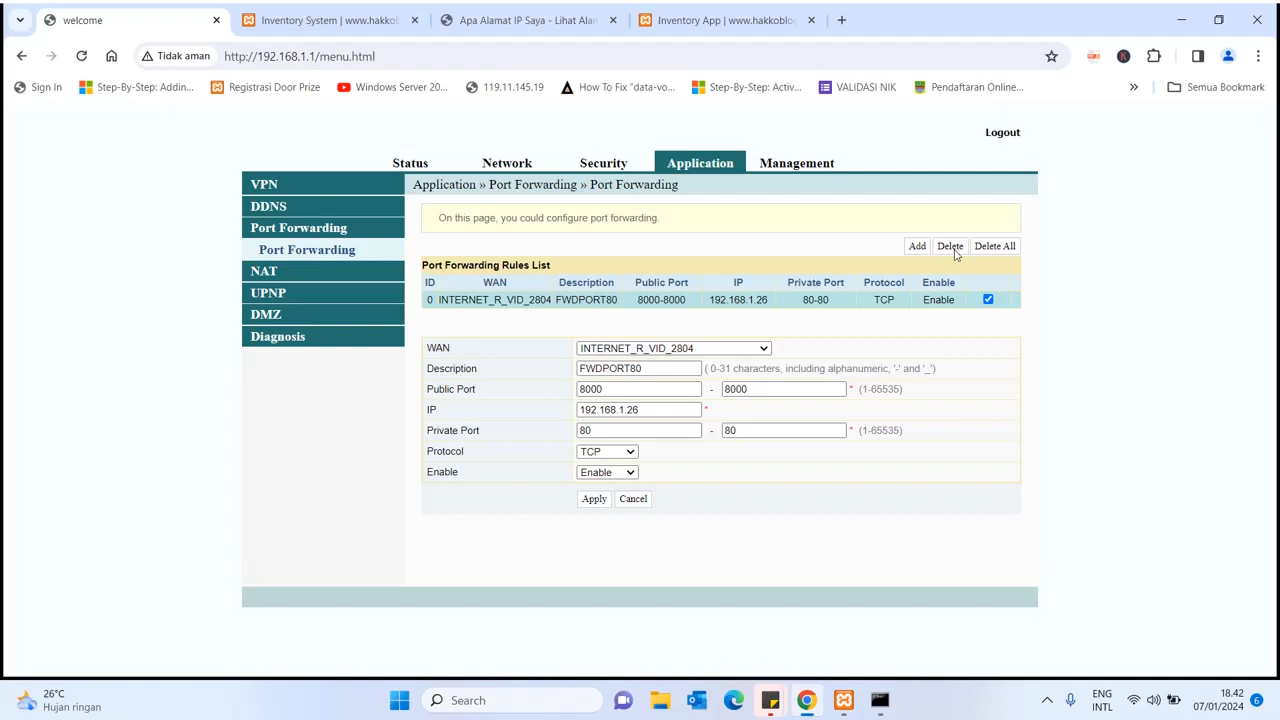 welcome
Inventory System | www.hakkobl
Apa Alamat IP Saya - Lihat Alan
Inventory App | www.hakkoblo
Tidak aman
http://192.168.1.1/menu.html
Sign In
Step-By-Step: Addin...
Registrasi Door Prize
Windows Server 20...
119.11.145.19
How To Fix "data-vo...
Step-By-Step: Activ...
VALIDASI NIK
Pendaftaran Online...
»
Semua Bookmark
Logout
Status Network Security Application Management
VPN
DDNS
Port Forwarding
Port Forwarding
NAT
UPNP
DMZ
Diagnosis
Application » Port Forwarding » Port Forwarding
On this page, you could configure port forwarding.
Add Delete Delete All
Port Forwarding Rules List
ID WAN Description Public Port IP Private Port Protocol Enable
0 INTERNET_R_VID_2804 FWDPORT80 8000-8000 192.168.1.26 80-80 TCP Enable
WAN INTERNET_R_VID_2804
Description FWDPORT80 ( 0-31 characters, including alphanumeric, '-' and '_')
Public Port 8000 - 8000 * (1-65535)
IP 192.168.1.26 *
Private Port 80 - 80 * (1-65535)
Protocol TCP
Enable Enable
Apply Cancel
26°C
Hujan ringan
Search
ENG
INTL
18.42
07/01/2024
6